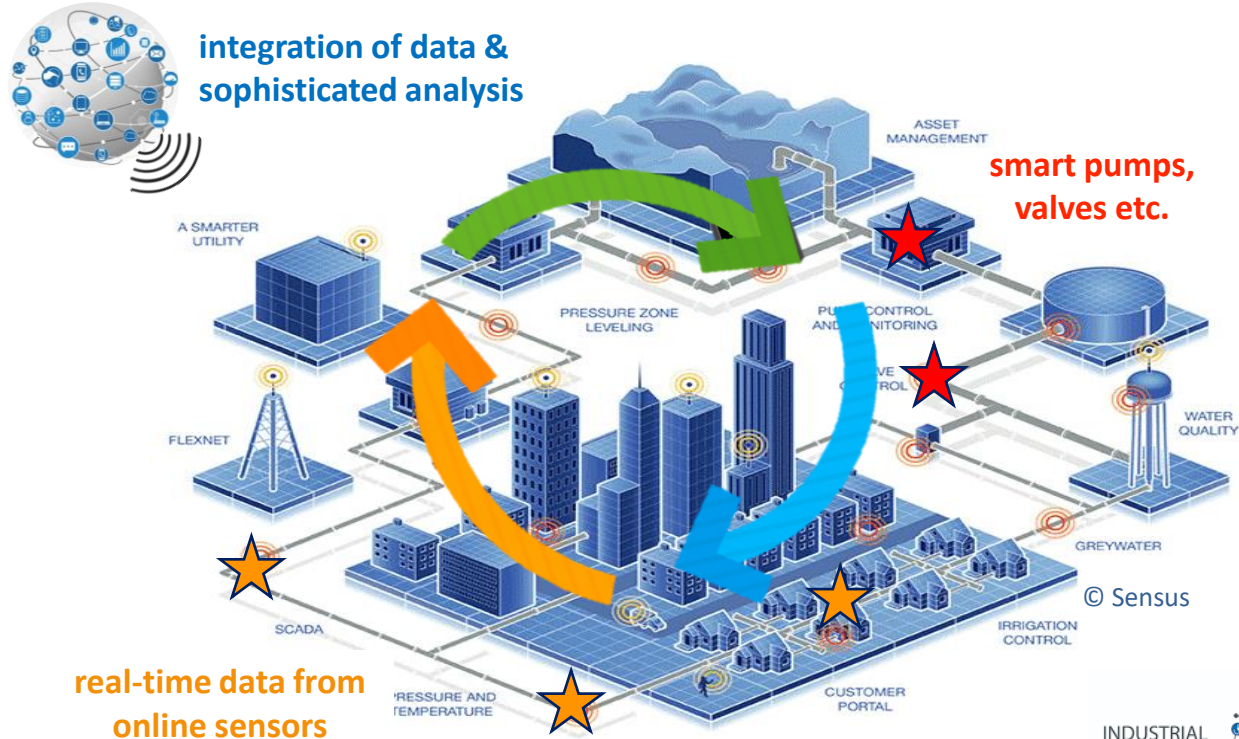 integration of data &
sophisticated analysis
ASSET
MANAGEMENT
smart pumps,
valves etc.
A SMARTER
UTILITY
PRESSURE ZONE
LEVELING
CONTROL
AND
CONTROL
FLEXNET
WATER
QUALITY
GREYWATER
© Sensus
SCADA
IRRIGATION
CONTROL
real-time data from
online sensors
PRESSURE AND
TEMPERATURE
CUSTOMER
PORTAL
INDUSTRIAL